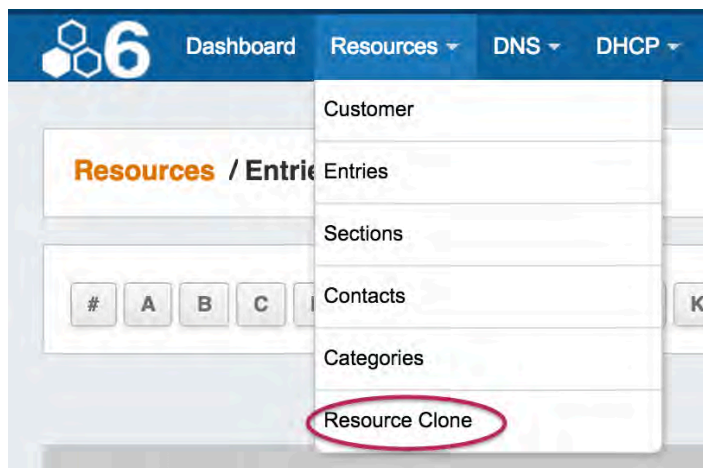 6 Dashboard Resources DNS DHCP
Customer
Resources / Entrie
Entries
Sections
# A B C K
Contacts
Categories
Resource Clone